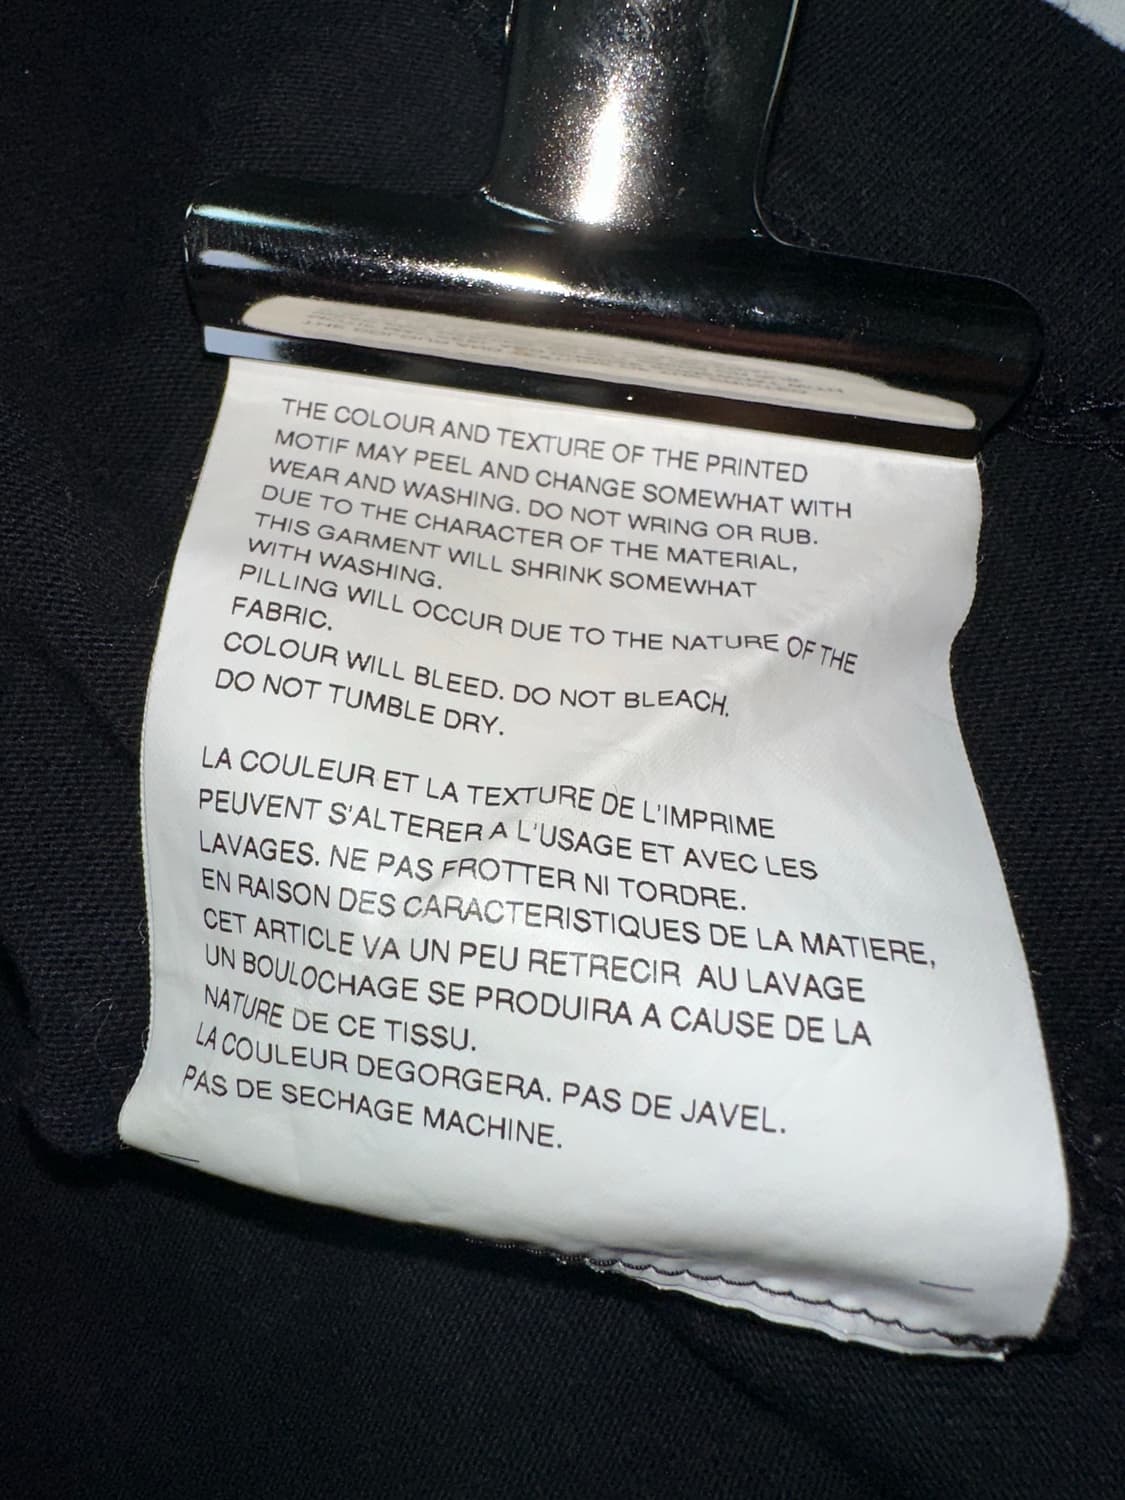 THE COLOUR AND TEXTURE OF THE PRINTED
MOTIF MAY PEEL AND CHANGE SOMEWHAT WITH
WEAR AND WASHING. DO NOT WRING OR RUB.
DUE TO THE CHARACTER OF THE MATERIAL,
THIS GARMENT WILL SHRINK SOMEWHAT
WITH WASHING.
PILLING WILL OCCUR DUE TO THE NATURE OF THE
FABRIC.
COLOUR WILL BLEED. DO NOT BLEACH.
DO NOT TUMBLE DRY.
LA COULEUR ET LA TEXTURE DE L'IMPRIME
PEUVENT S'ALTERER A L'USAGE ET AVEC LES
LAVAGES. NE PAS FROTTER NI TORDRE.
EN RAISON DES CARACTERISTIQUES DE LA MATIERE,
CET ARTICLE VA UN PEU RETRECIR AU LAVAGE
UN BOULOCHAGE SE PRODUIRA A CAUSE DE LA
NATURE DE CE TISSU.
LA COULEUR DEGORGERA. PAS DE JAVEL.
PAS DE SECHAGE MACHINE.